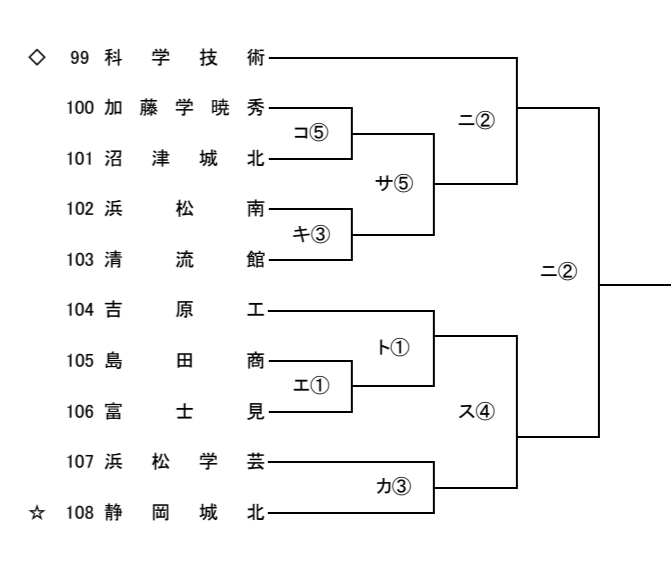 ◇ 99 科学技術
100 加藤学暁秀
101 沼津城北
102 浜松南
103 清流館
104 吉原工
105 島田商
106 富士見
107 浜松学芸
☆ 108 静岡城北
コ⑤
キ③
エ①
サ⑤
ト①
カ③
ニ②
ス④
ニ②